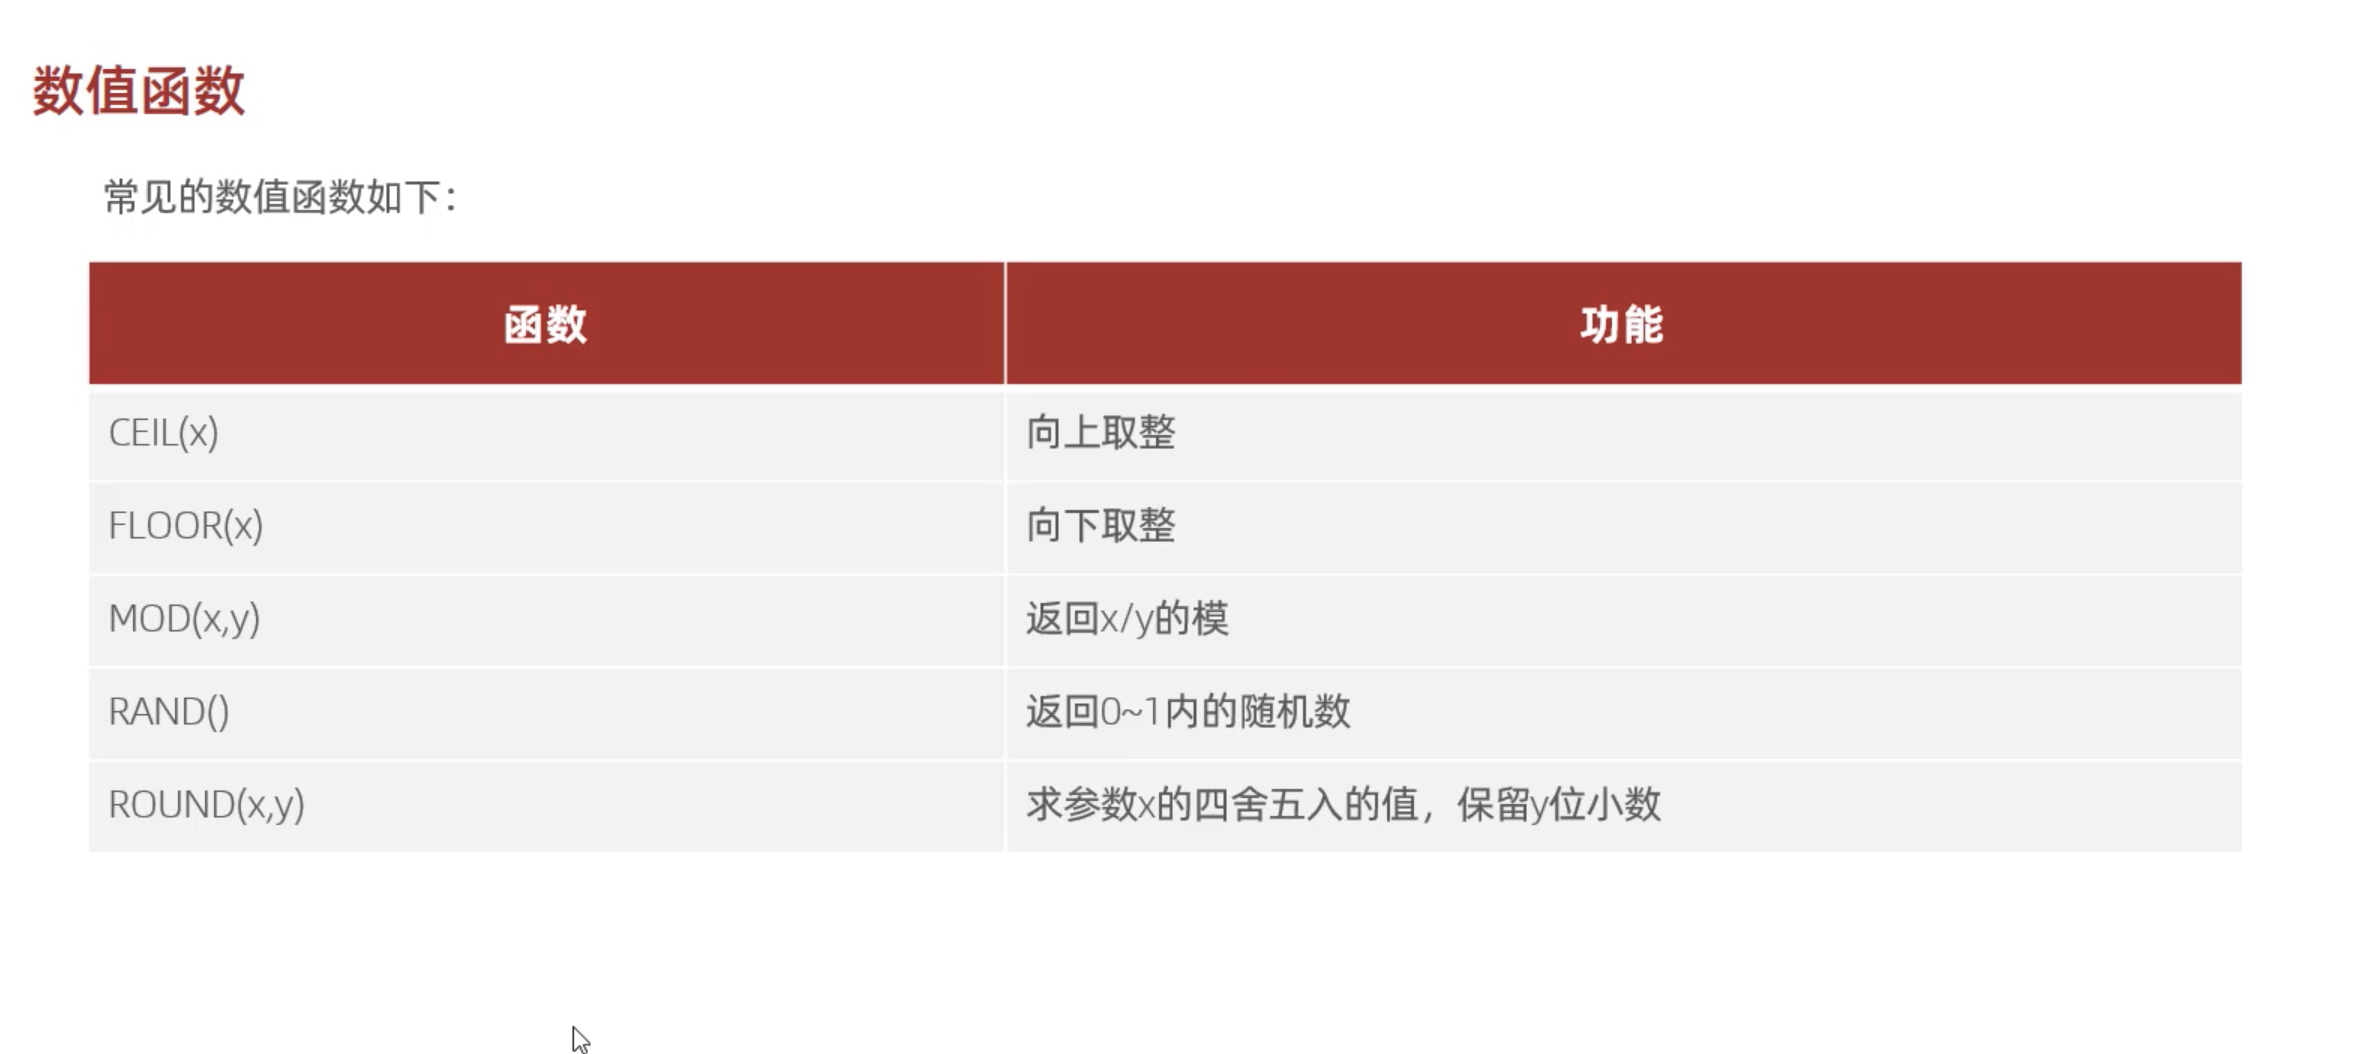 数值函数
常见的数值函数如下：
函数 功能
CEIL(x) 向上取整
FLOOR(x) 向下取整
MOD(x,y) 返回x/y的模
RAND() 返回0~1内的随机数
ROUND(x,y) 求参数x的四舍五入的值，保留y位小数